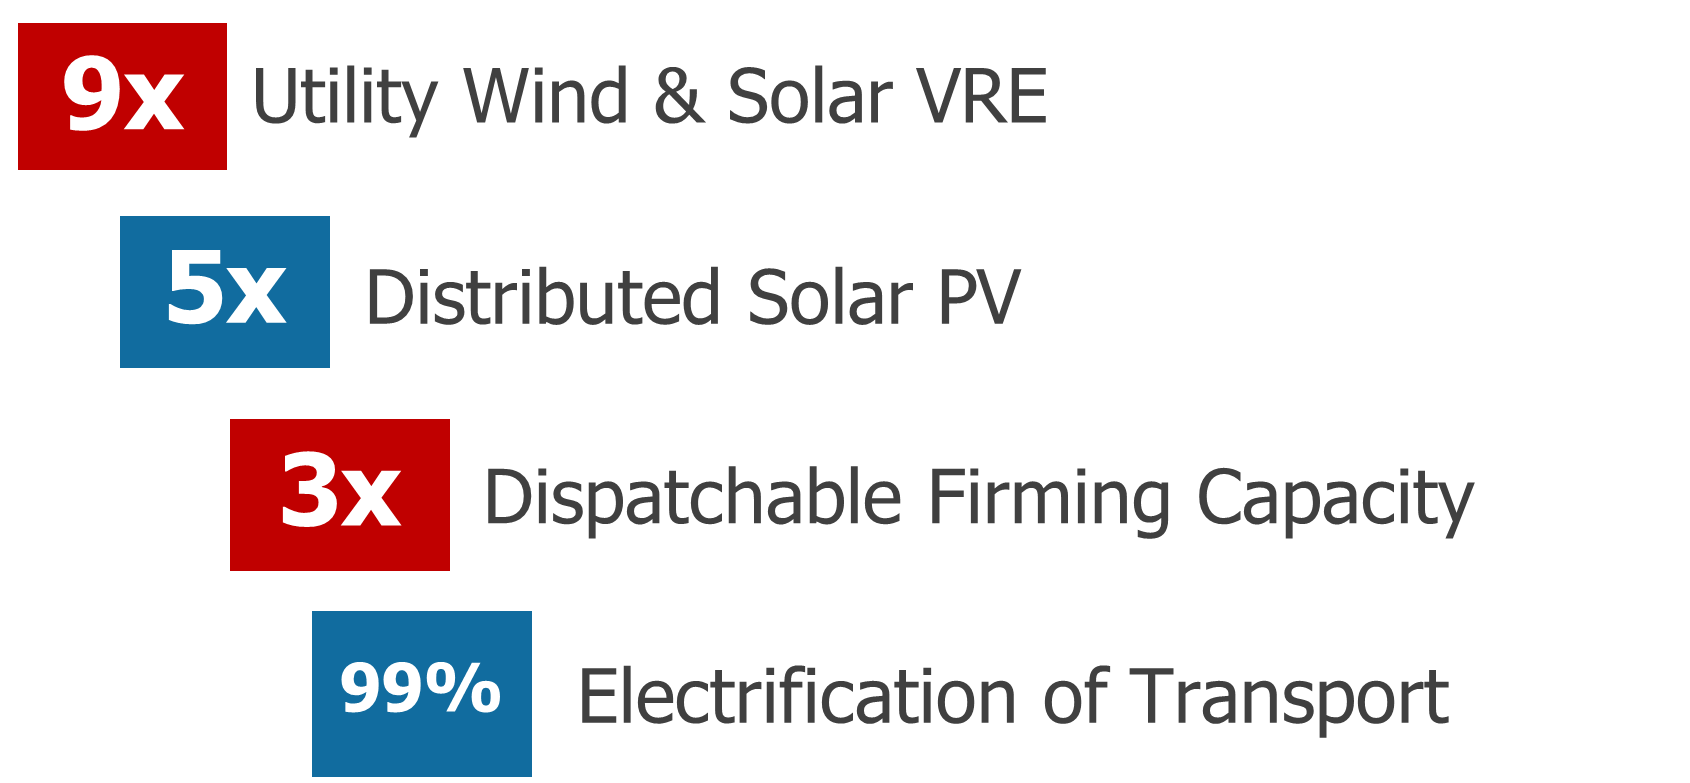 9x Utility Wind & Solar VRE
5x Distributed Solar PV
3x Dispatchable Firming Capacity
99% Electrification of Transport